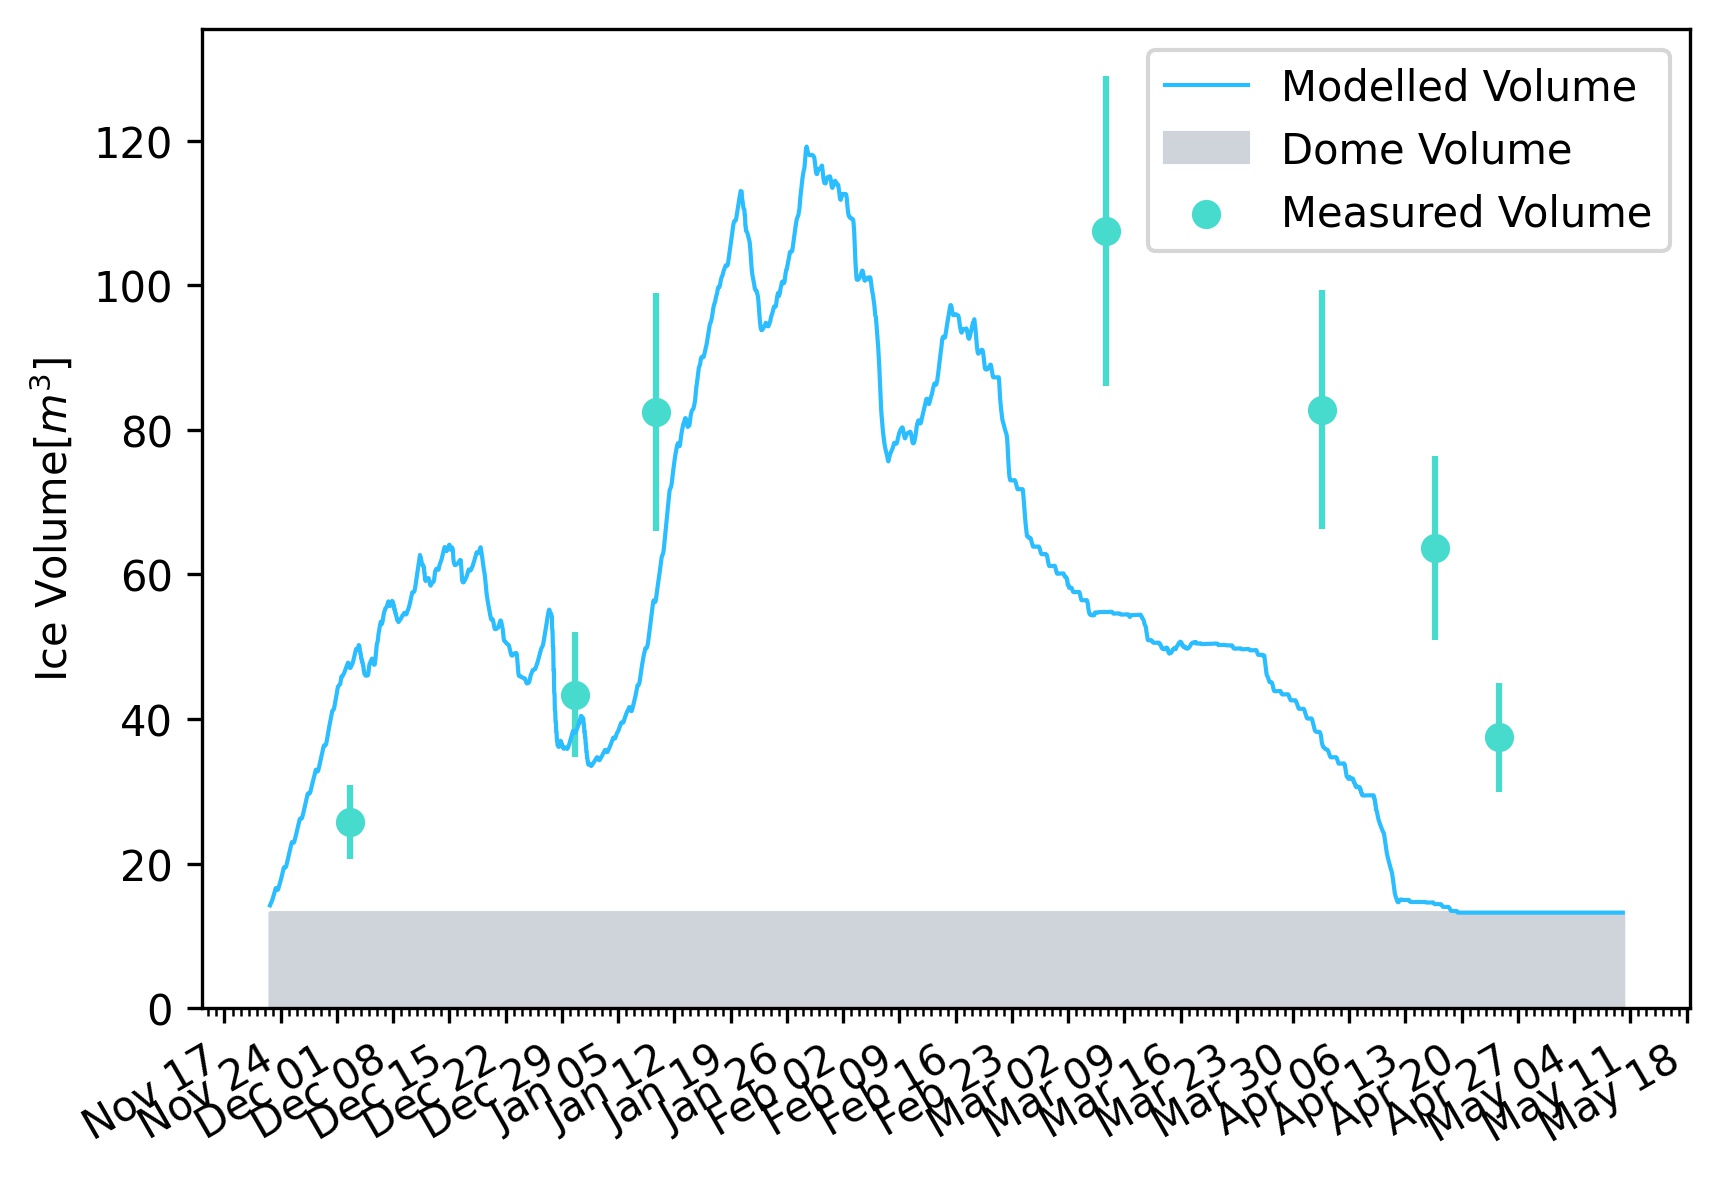 Modelled Volume
Dome Volume
Measured Volume
Ice Volume[m³]
120
100
80
60
40
20
0
Nov 17
Nov 24
Dec 01
Dec 08
Dec 15
Dec 22
Dec 29
Jan 05
Jan 12
Jan 19
Jan 26
Feb 02
Feb 09
Feb 16
Feb 23
Mar 02
Mar 09
Mar 16
Mar 23
Mar 30
Apr 06
Apr 13
Apr 20
Apr 27
May 04
May 11
May 18